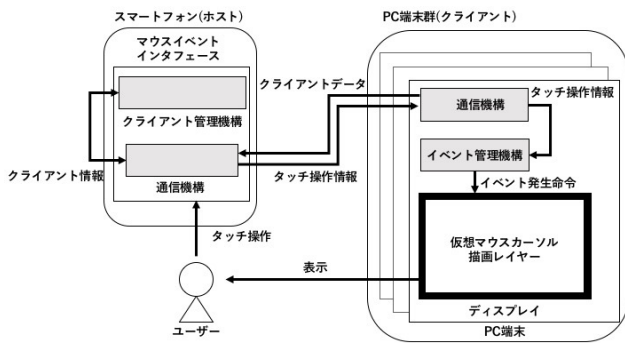 スマートフォン(ホスト)
マウスイベント
インタフェース
クライアント管理機構
通信機構
クライアント情報
クライアントデータ
タッチ操作情報
タッチ操作
ユーザー
表示
PC端末群(クライアント)
通信機構
タッチ操作情報
イベント管理機構
イベント発生命令
仮想マウスカーソル
描画レイヤー
ディスプレイ
PC端末